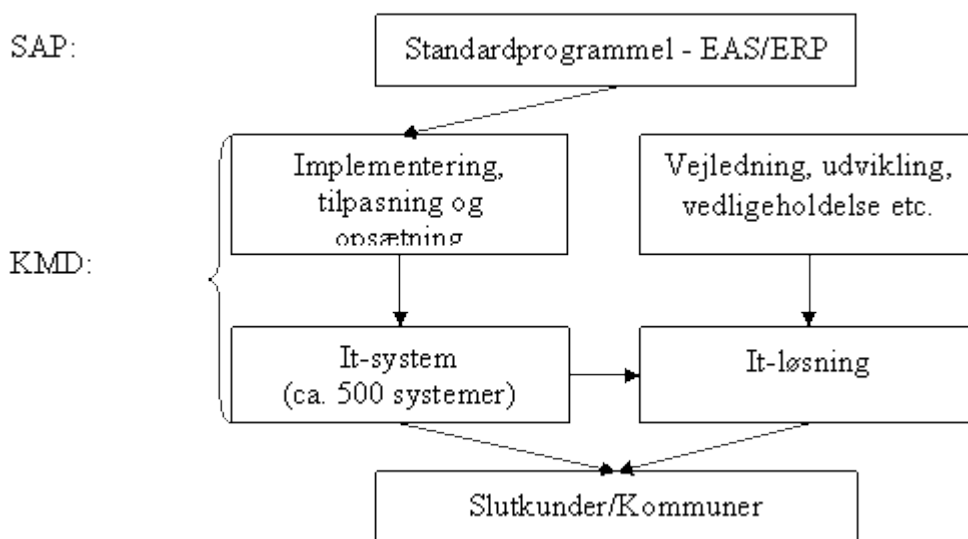 SAP:
Standardprogrammel - EAS/ERP
Implementering,
tilpasning og
opsætning
Vejledning, udvikling,
vedligeholdelse etc.
KMD:
It-system
(ca. 500 systemer)
It-løsning
Slutkunder/Kommuner